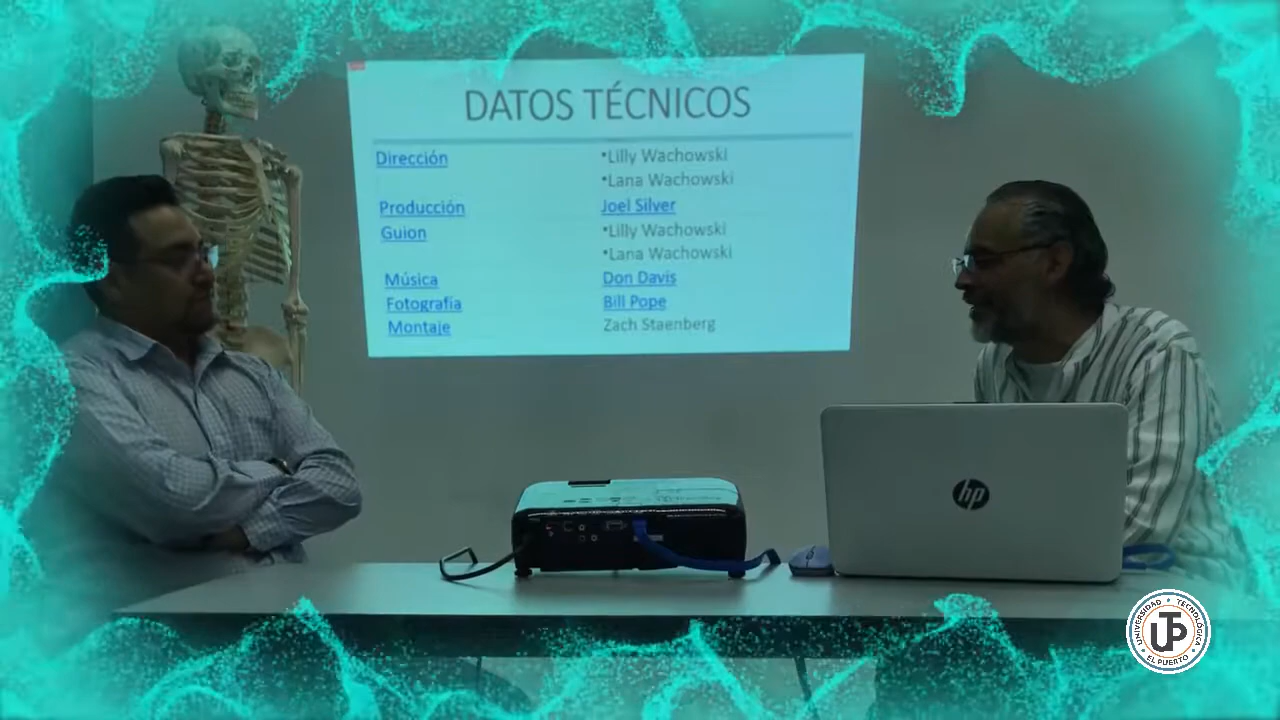 DATOS TÉCNICOS
Dirección •Lilly Wachowski
•Lana Wachowski
Producción Joel Silver
Guion •Lilly Wachowski
•Lana Wachowski
Música Don Davis
Fotografía Bill Pope
Montaje Zach Staenberg
hp
UNIVERSIDAD TECNOLÓGICA
UTP
EL PUERTO